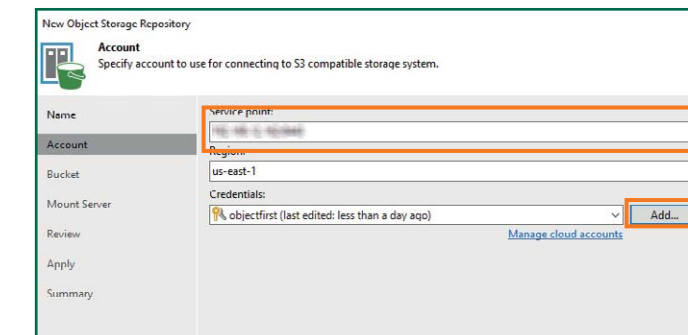 New Object Storage Repository
Account
Specify account to use for connecting to S3 compatible storage system.
Name
Service point:
Account
Region:
Bucket
us-east-1
Credentials:
Mount Server
objectfirst (last edited: less than a day ago)
Add...
Review
Manage cloud accounts
Apply
Summary